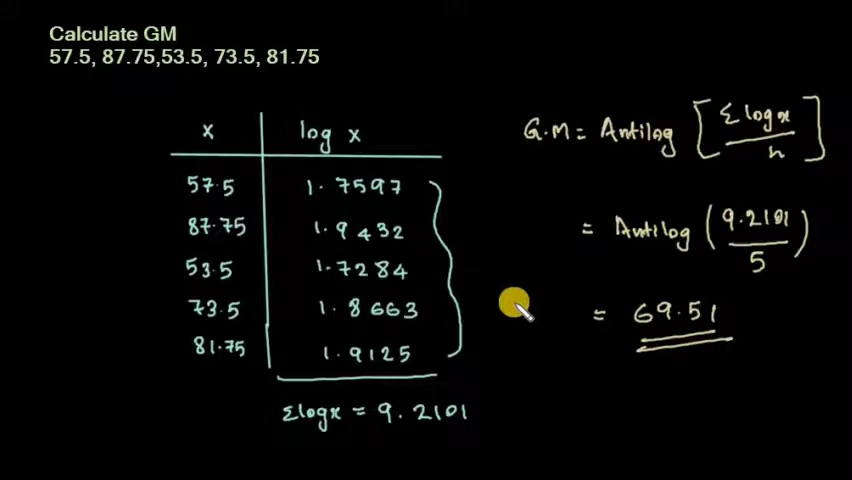 Calculate GM
57.5, 87.75,53.5, 73.5, 81.75
x log x
57.5 1.7597
87.75 1.9432
53.5 1.7284
73.5 1.8663
81.75 1.9125
Σlogx = 9.2101
G.M = Antilog [Σlogx / n]
= Antilog (9.2101 / 5)
= 69.51